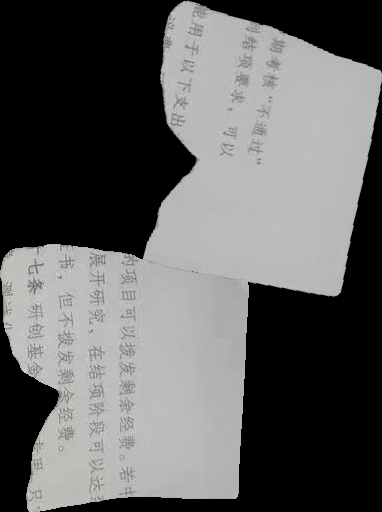 期考核“不通过”
到结项要求，可以
能用于以下支出
的项目可以拨发剩余经费。若中
展开研究，在结项阶段可以达
书，但不拨发剩余经费。
七条 研创基金
只